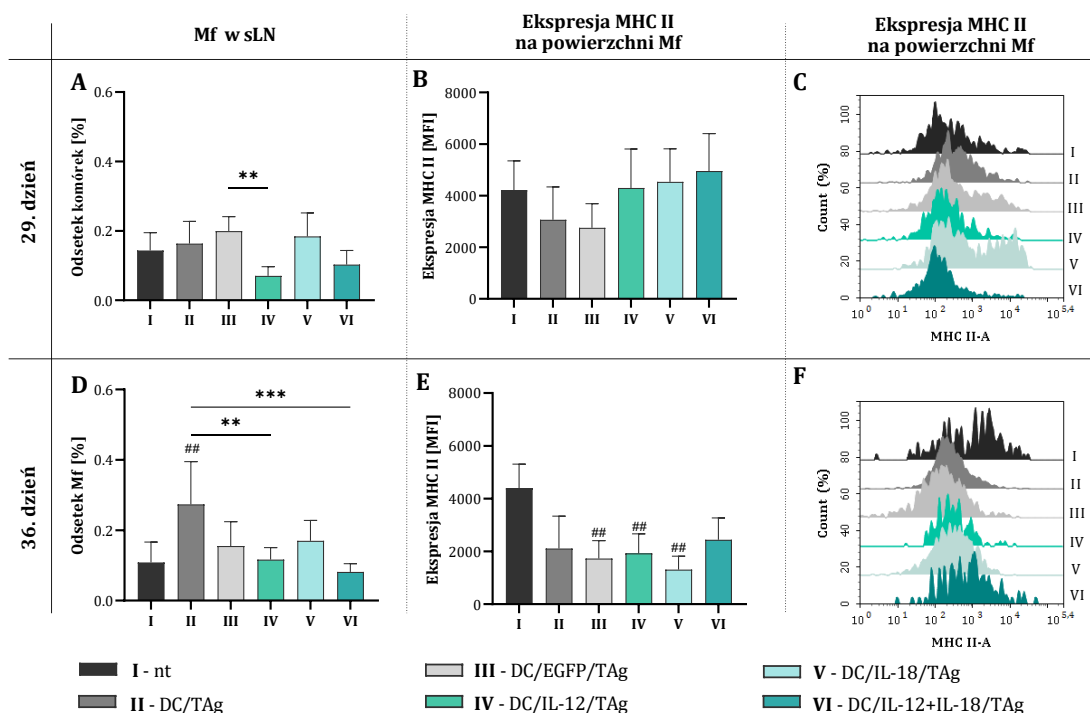 Mf w sLN
Ekspresja MHC II
na powierzchni Mf
Ekspresja MHC II
na powierzchni Mf
29. dzień
A
Odsetek komórek [%]
0.6
0.4
0.2
0.0
**
I II III IV V VI
B
Ekspresja MHC II [MFI]
8000
6000
4000
2000
0
I II III IV V VI
C
Count (%)
100
80
60
40
20
0
I
II
III
IV
V
VI
10^0 10^1 10^2 10^3 10^4 10^5,4
MHC II-A
36. dzień
D
Odsetek Mf [%]
0.6
0.4
0.2
0.0
***
**
##
I II III IV V VI
E
Ekspresja MHC II [MFI]
8000
6000
4000
2000
0
## ## ##
I II III IV V VI
F
Count (%)
100
80
60
40
20
0
I
II
III
IV
V
VI
10^0 10^1 10^2 10^3 10^4 10^5,4
MHC II-A
I - nt
II - DC/TAg
III - DC/EGFP/TAg
IV - DC/IL-12/TAg
V - DC/IL-18/TAg
VI - DC/IL-12+IL-18/TAg